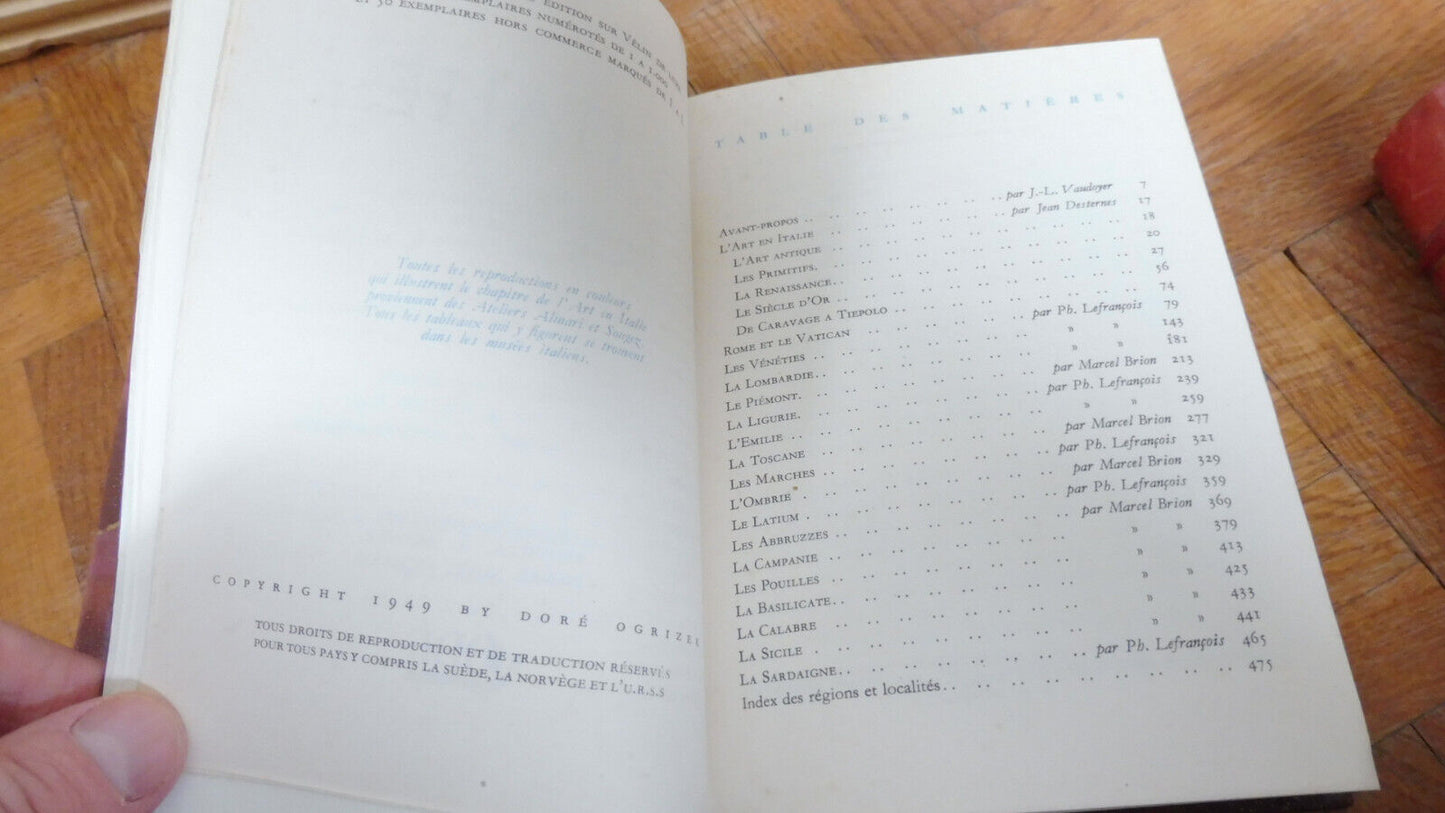 ÉDITION SUR VÉLIN DE
EXEMPLAIRES NUMÉROTÉS DE 1 A 1.000
ET 50 EXEMPLAIRES HORS COMMERCE MARQUÉS DE
Toutes les reproductions en couleurs
qui illustrent le chapitre de l'Art en Italie
proviennent des Ateliers Alinari et Sougez.
Tous les tableaux qui y figurent se trouvent
dans les musées italiens.
COPYRIGHT 1949 BY DORÉ OGRIZEK
TOUS DROITS DE REPRODUCTION ET DE TRADUCTION RÉSERVÉS
POUR TOUS PAYS Y COMPRIS LA SUÈDE, LA NORVÈGE ET L'U.R.S.S
TABLE DES MATIÈRES
AVANT-PROPOS .. .. .. .. .. .. .. .. par J.-L. Vaudoyer 7
L'ART EN ITALIE .. .. .. .. .. .. .. .. par Jean Desternes 17
L'ART ANTIQUE .. .. .. .. .. .. .. .. .. .. .. 18
LES PRIMITIFS. .. .. .. .. .. .. .. .. .. .. .. 20
LA RENAISSANCE.. .. .. .. .. .. .. .. .. .. .. 27
LE SIÈCLE D'OR .. .. .. .. .. .. .. .. .. .. .. 56
DE CARAVAGE A TIEPOLO .. .. .. .. .. .. .. .. 74
ROME ET LE VATICAN .. .. .. .. .. .. par Ph. Lefrançois 79
LES VÉNÉTIES .. .. .. .. .. .. .. .. » » 143
LA LOMBARDIE.. .. .. .. .. .. .. .. » » 181
LE PIÉMONT. .. .. .. .. .. .. .. .. par Marcel Brion 213
LA LIGURIE. .. .. .. .. .. .. .. .. par Ph. Lefrançois 239
L'EMILIE .. .. .. .. .. .. .. .. .. » » 259
LA TOSCANE .. .. .. .. .. .. .. .. par Marcel Brion 277
LES MARCHES .. .. .. .. .. .. .. .. par Ph. Lefrançois 321
L'OMBRIE . .. .. .. .. .. .. .. .. par Marcel Brion 329
LE LATIUM . .. .. .. .. .. .. .. .. par Ph. Lefrançois 359
LES ABBRUZZES .. .. .. .. .. .. .. .. par Marcel Brion 369
LA CAMPANIE .. .. .. .. .. .. .. .. » » 379
LES POUILLES .. .. .. .. .. .. .. .. » » 413
LA BASILICATE.. .. .. .. .. .. .. .. » » 425
LA CALABRE .. .. .. .. .. .. .. .. » » 433
LA SICILE .. .. .. .. .. .. .. .. » » 441
LA SARDAIGNE.. .. .. .. .. .. .. .. par Ph. Lefrançois 465
Index des régions et localités.. .. .. .. .. .. .. .. .. .. 475